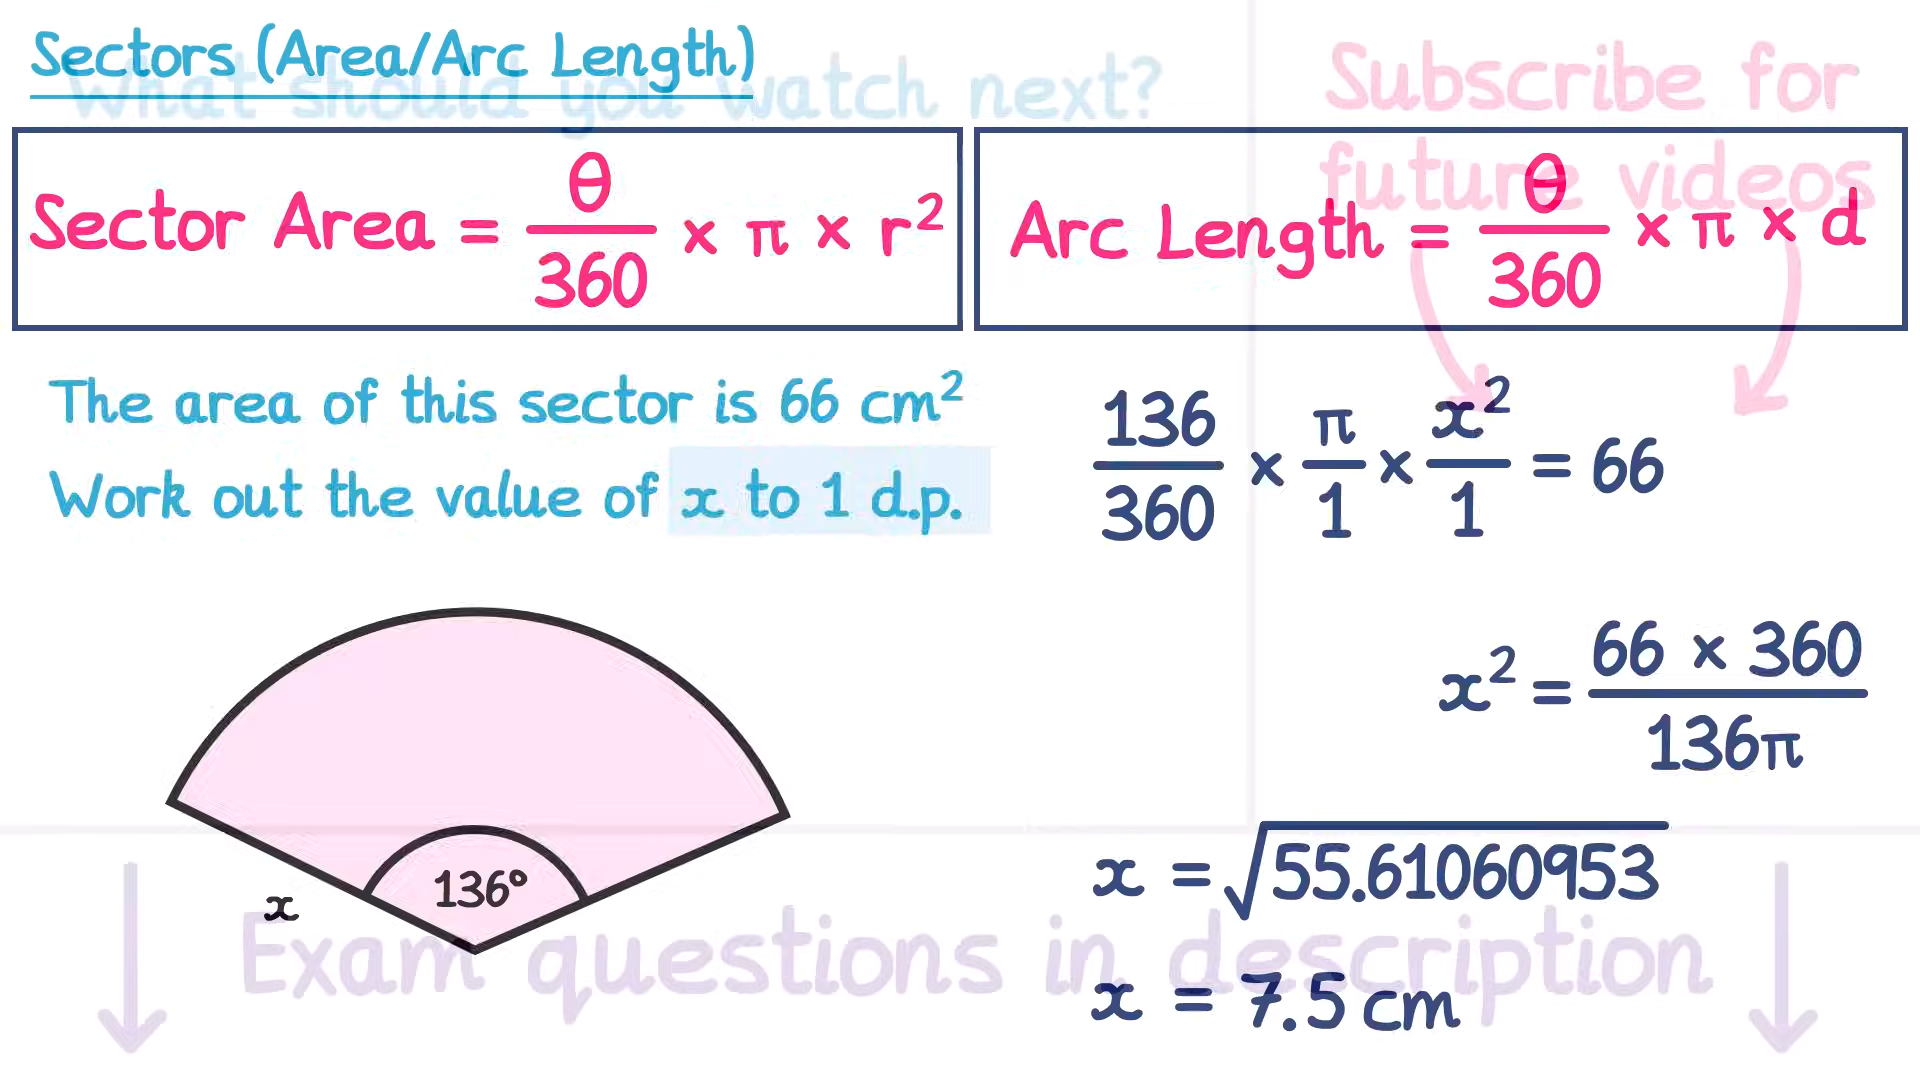 Sectors (Area/Arc Length)
What should you watch next?
Subscribe for
future videos
Sector Area = θ/360 × π × r²
Arc Length = θ/360 × π × d
The area of this sector is 66 cm²
Work out the value of x to 1 d.p.
136/360 × π/1 × x²/1 = 66
x² = 66 × 360/136π
x = √55.61060953
x = 7.5 cm
136°
x
Exam questions in description